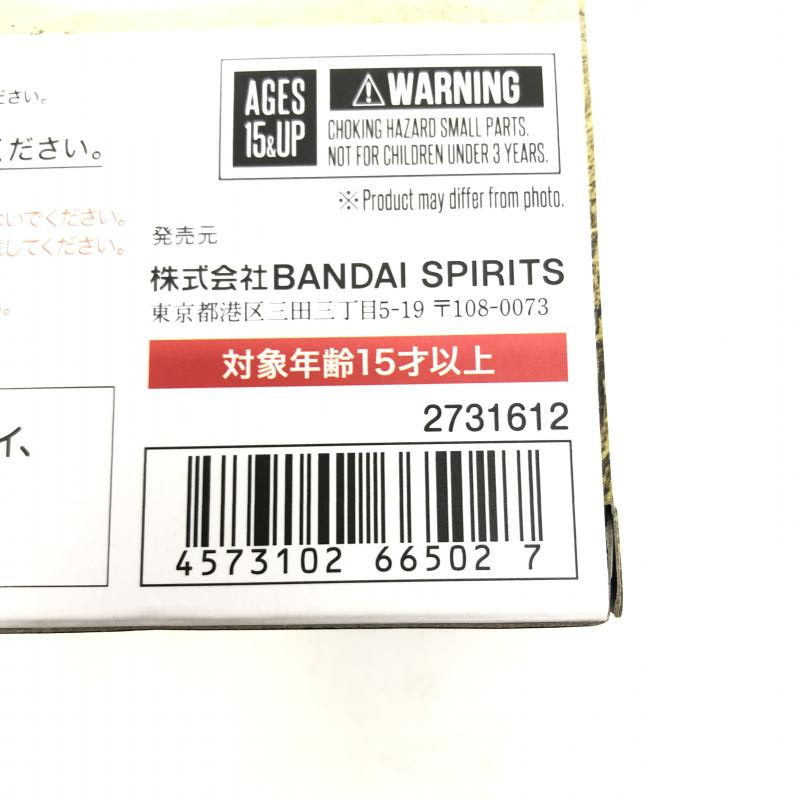 ださい。
ください。
ないでください。
してください。
AGES
15&UP
⚠WARNING
CHOKING HAZARD SMALL PARTS.
NOT FOR CHILDREN UNDER 3 YEARS.
※Product may differ from photo.
発売元
株式会社BANDAI SPIRITS
東京都港区三田三丁目5-19 〒108-0073
対象年齢15才以上
2731612
イ、
4573102 66502 7